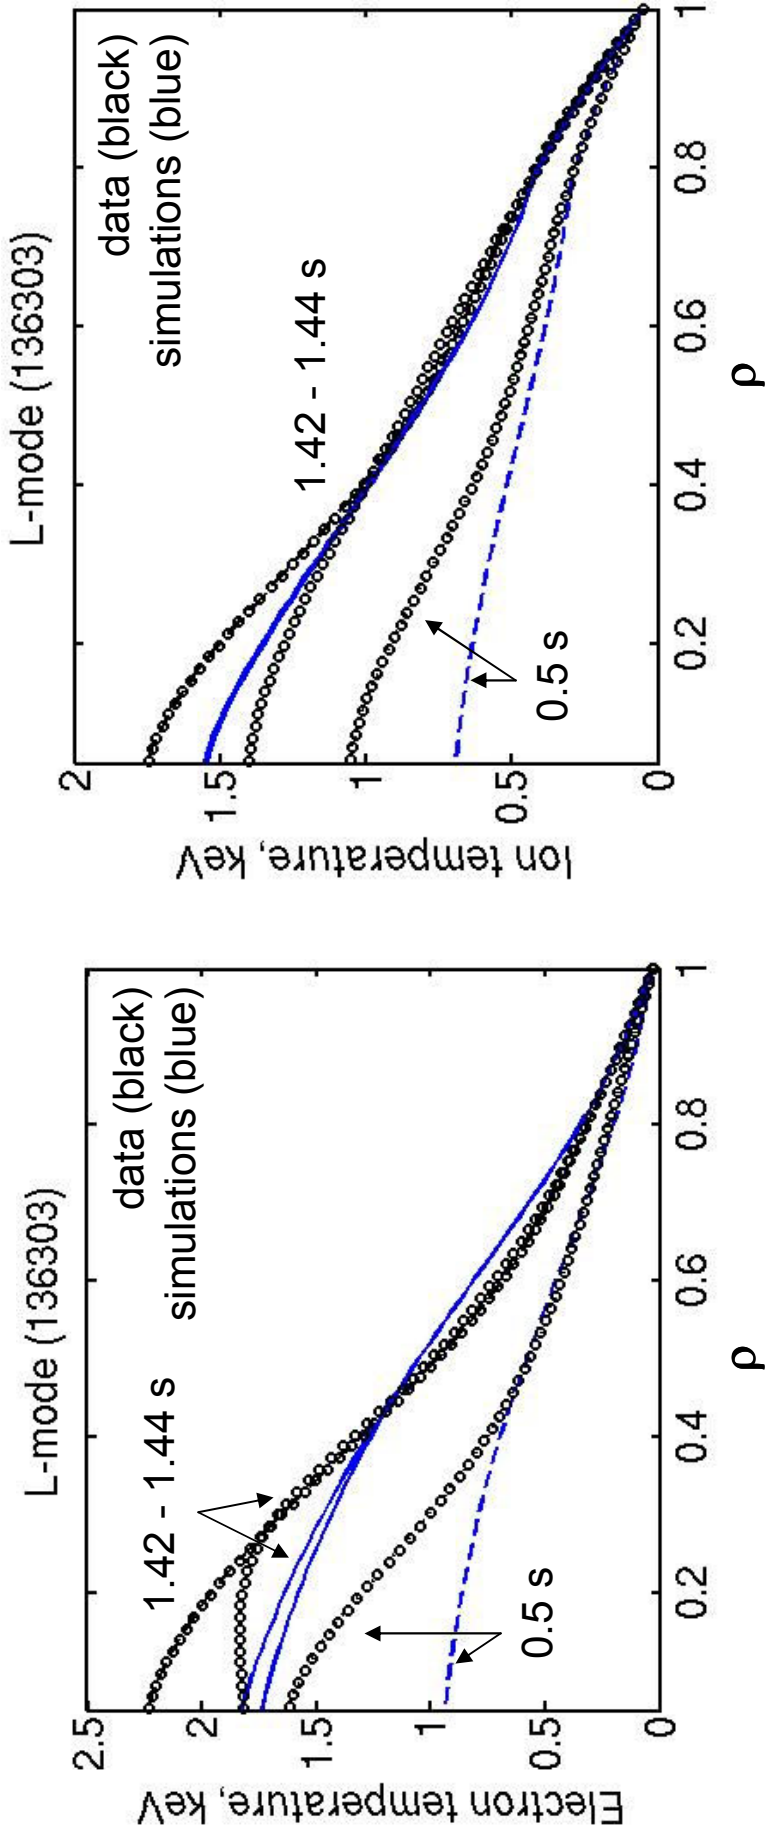 L-mode (136303)
data (black)
simulations (blue)
1.42 - 1.44 s
0.5 s
Electron temperature, keV
2.5
2
1.5
1
0.5
0
0.2
0.4
0.6
0.8
1
ρ
L-mode (136303)
data (black)
simulations (blue)
1.42 - 1.44 s
0.5 s
Ion temperature, keV
2
1.5
1
0.5
0
0.2
0.4
0.6
0.8
1
ρ